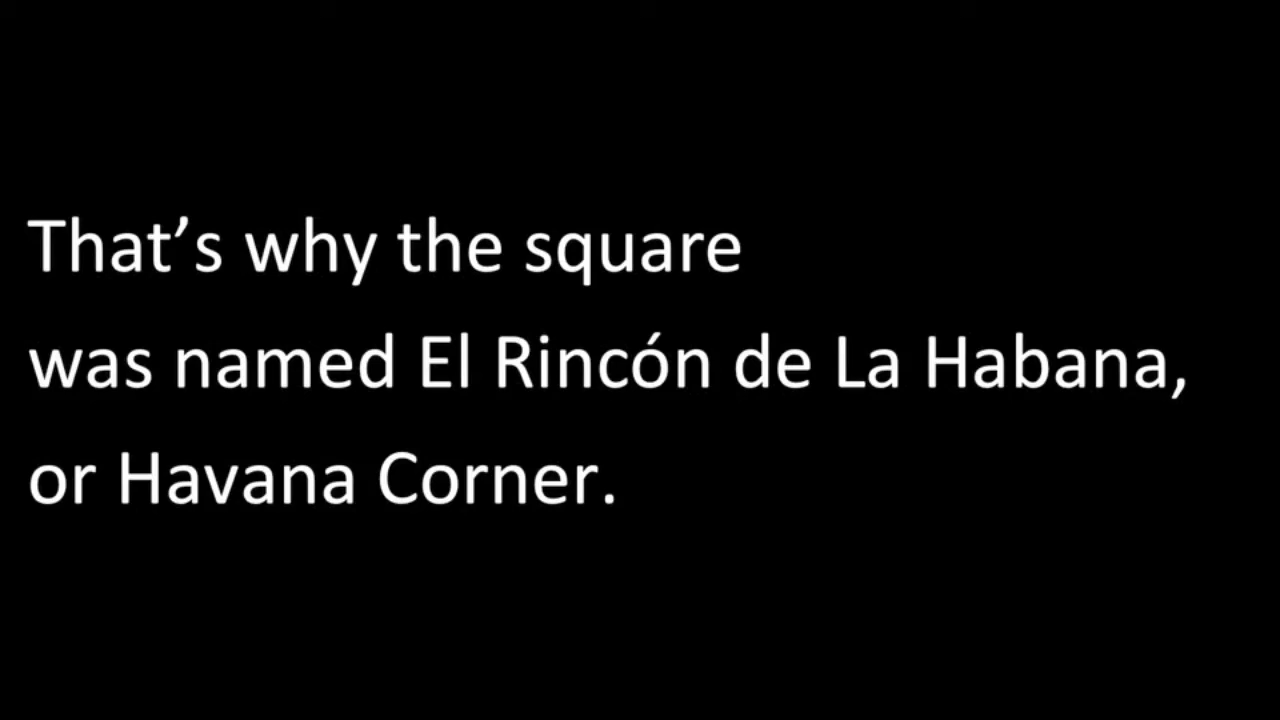 That’s why the square
was named El Rincón de La Habana,
or Havana Corner.